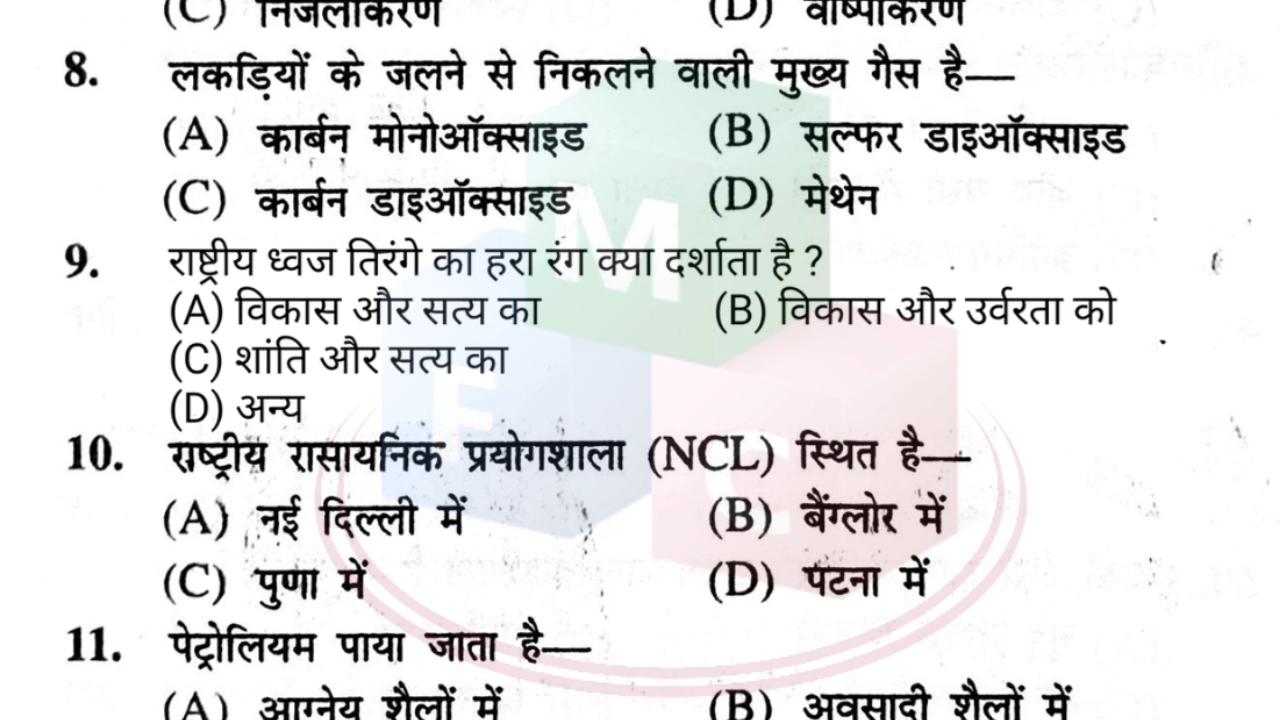 (C) निर्जलीकरण (D) वाष्पीकरण
8. लकड़ियों के जलने से निकलने वाली मुख्य गैस है—
(A) कार्बन मोनोऑक्साइड (B) सल्फर डाइऑक्साइड
(C) कार्बन डाइऑक्साइड (D) मेथेन
9. राष्ट्रीय ध्वज तिरंगे का हरा रंग क्या दर्शाता है ?
(A) विकास और सत्य का (B) विकास और उर्वरता को
(C) शांति और सत्य का
(D) अन्य
10. राष्ट्रीय रासायनिक प्रयोगशाला (NCL) स्थित है—
(A) नई दिल्ली में (B) बैंग्लोर में
(C) पुणा में (D) पटना में
11. पेट्रोलियम पाया जाता है—
(A) आग्नेय शैलों में (B) अवसादी शैलों में
M
F
C